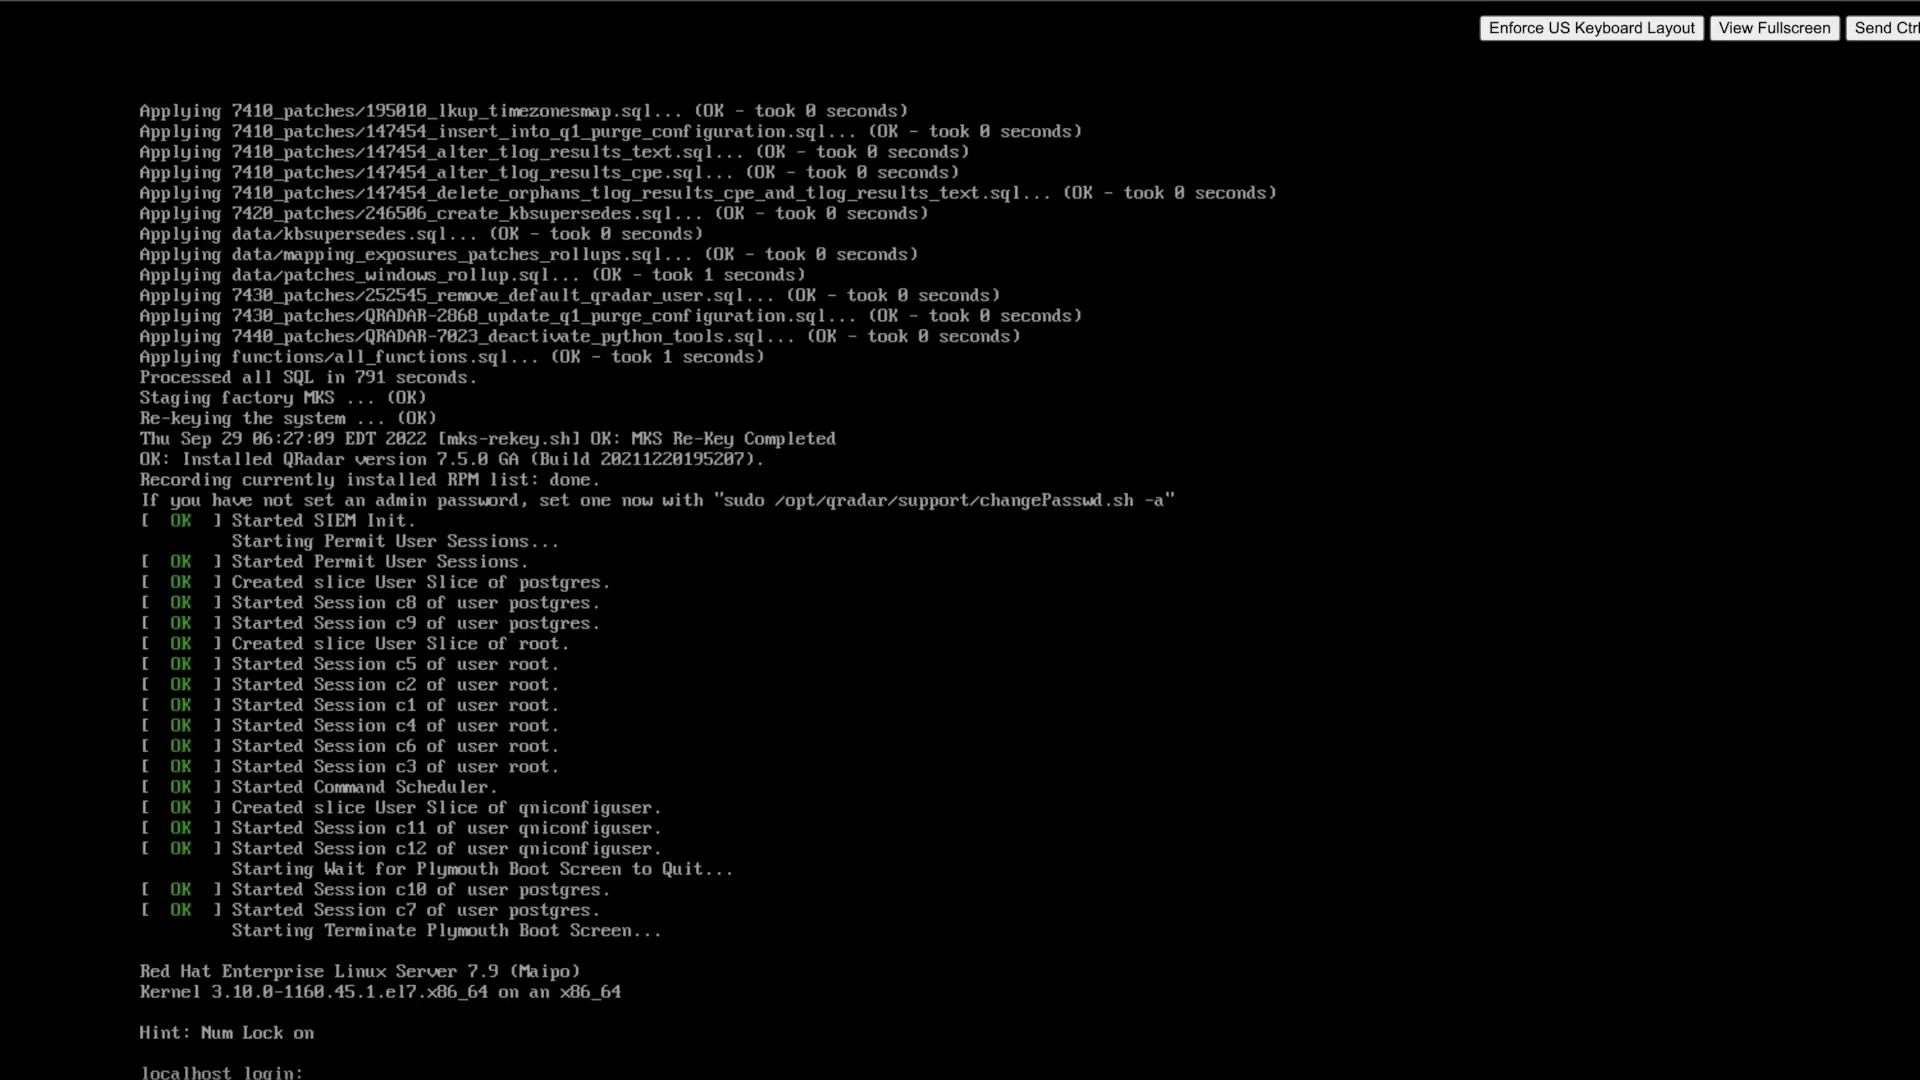 Enforce US Keyboard Layout View Fullscreen Send Ctrl
Applying 7410_patches/195010_lkup_timezonesmap.sql... (OK - took 0 seconds)
Applying 7410_patches/147454_insert_into_q1_purge_configuration.sql... (OK - took 0 seconds)
Applying 7410_patches/147454_alter_tlog_results_text.sql... (OK - took 0 seconds)
Applying 7410_patches/147454_alter_tlog_results_cpe.sql... (OK - took 0 seconds)
Applying 7410_patches/147454_delete_orphans_tlog_results_cpe_and_tlog_results_text.sql... (OK - took 0 seconds)
Applying 7420_patches/246506_create_kbsupersedes.sql... (OK - took 0 seconds)
Applying data/kbsupersedes.sql... (OK - took 0 seconds)
Applying data/mapping_exposures_patches_rollups.sql... (OK - took 0 seconds)
Applying data/patches_windows_rollup.sql... (OK - took 1 seconds)
Applying 7430_patches/252545_remove_default_qradar_user.sql... (OK - took 0 seconds)
Applying 7430_patches/QRADAR-2868_update_q1_purge_configuration.sql... (OK - took 0 seconds)
Applying 7440_patches/QRADAR-7023_deactivate_python_tools.sql... (OK - took 0 seconds)
Applying functions/all_functions.sql... (OK - took 1 seconds)
Processed all SQL in 791 seconds.
Staging factory MKS ... (OK)
Re-keying the system ... (OK)
Thu Sep 29 06:27:09 EDT 2022 [mks-rekey.sh] OK: MKS Re-Key Completed
OK: Installed QRadar version 7.5.0 GA (Build 20211220195207).
Recording currently installed RPM list: done.
If you have not set an admin password, set one now with "sudo /opt/qradar/support/changePasswd.sh -a"
[ OK ] Started SIEM Init.
Starting Permit User Sessions...
[ OK ] Started Permit User Sessions.
[ OK ] Created slice User Slice of postgres.
[ OK ] Started Session c8 of user postgres.
[ OK ] Started Session c9 of user postgres.
[ OK ] Created slice User Slice of root.
[ OK ] Started Session c5 of user root.
[ OK ] Started Session c2 of user root.
[ OK ] Started Session c1 of user root.
[ OK ] Started Session c4 of user root.
[ OK ] Started Session c6 of user root.
[ OK ] Started Session c3 of user root.
[ OK ] Started Command Scheduler.
[ OK ] Created slice User Slice of qniconfiguser.
[ OK ] Started Session c11 of user qniconfiguser.
[ OK ] Started Session c12 of user qniconfiguser.
Starting Wait for Plymouth Boot Screen to Quit...
[ OK ] Started Session c10 of user postgres.
[ OK ] Started Session c7 of user postgres.
Starting Terminate Plymouth Boot Screen...
Red Hat Enterprise Linux Server 7.9 (Maipo)
Kernel 3.10.0-1160.45.1.el7.x86_64 on an x86_64
Hint: Num Lock on
localhost login: